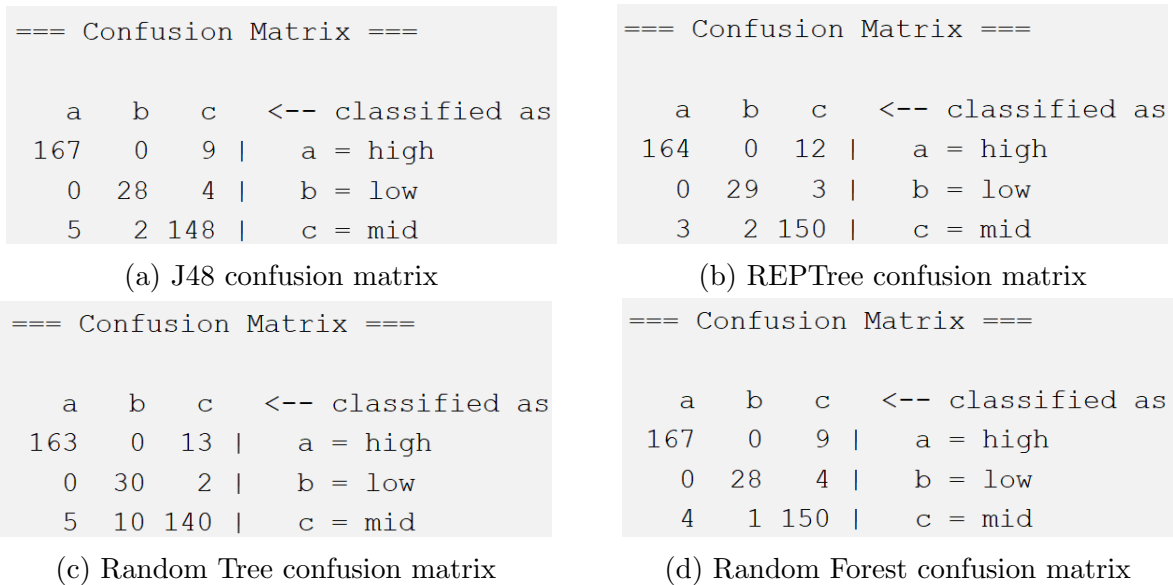 === Confusion Matrix ===
a b c <-- classified as
167 0 9 | a = high
0 28 4 | b = low
5 2 148 | c = mid
(a) J48 confusion matrix
=== Confusion Matrix ===
a b c <-- classified as
164 0 12 | a = high
0 29 3 | b = low
3 2 150 | c = mid
(b) REPTree confusion matrix
=== Confusion Matrix ===
a b c <-- classified as
163 0 13 | a = high
0 30 2 | b = low
5 10 140 | c = mid
(c) Random Tree confusion matrix
=== Confusion Matrix ===
a b c <-- classified as
167 0 9 | a = high
0 28 4 | b = low
4 1 150 | c = mid
(d) Random Forest confusion matrix